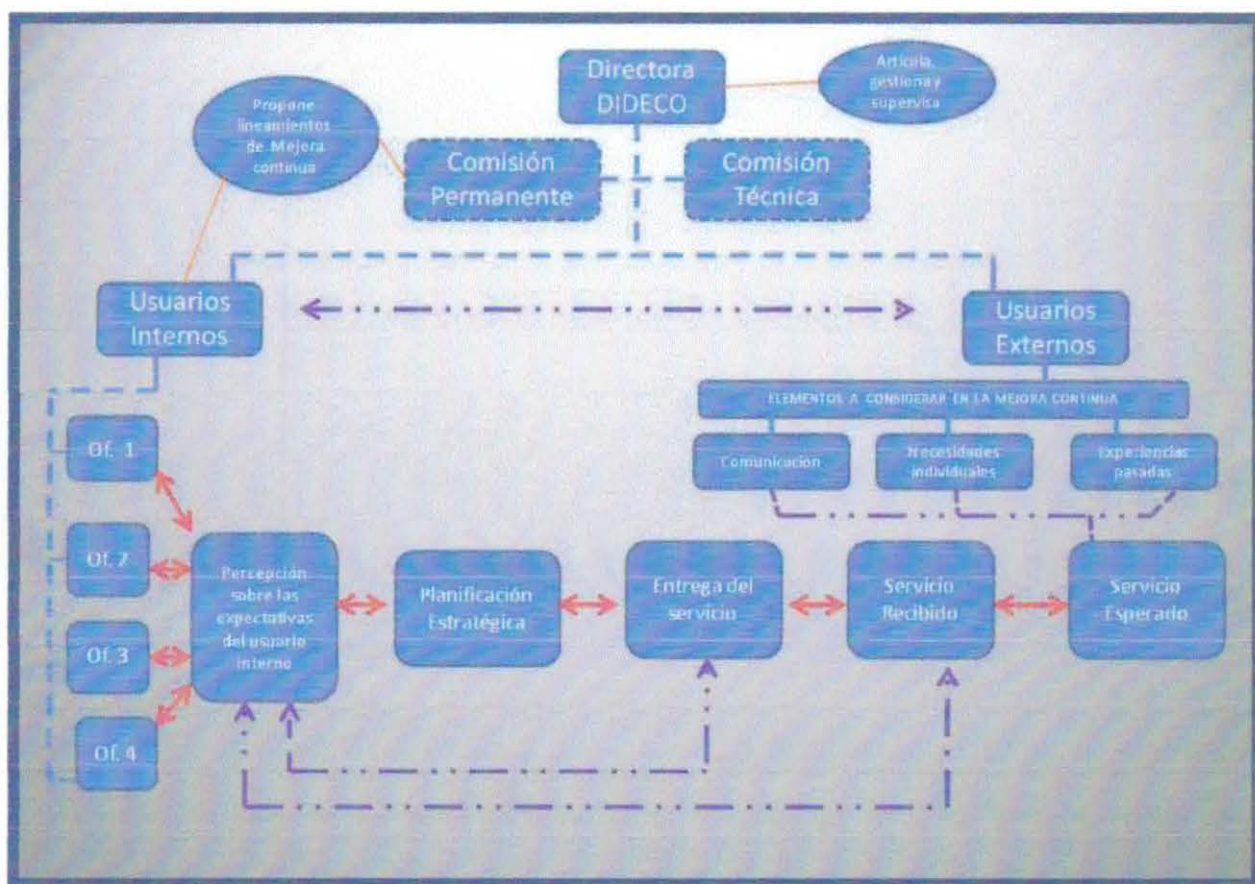 Directora
DIDECO
Articula,
gestiona y
supervisa
Propone
lineamientos
de Mejora
continua
Comisión
Permanente
Comisión
Técnica
Usuarios
Internos
Usuarios
Externos
ELEMENTOS A CONSIDERAR EN LA MEJORA CONTINUA
Comunicacion
Necesidades
individuales
Experiencias
pasadas
Of. 1
Of. 2
Of. 3
Of. 4
Percepción
sobre las
expectativas
del usuario
interno
Planificación
Estratégica
Entrega del
servicio
Servicio
Recibido
Servicio
Esperado